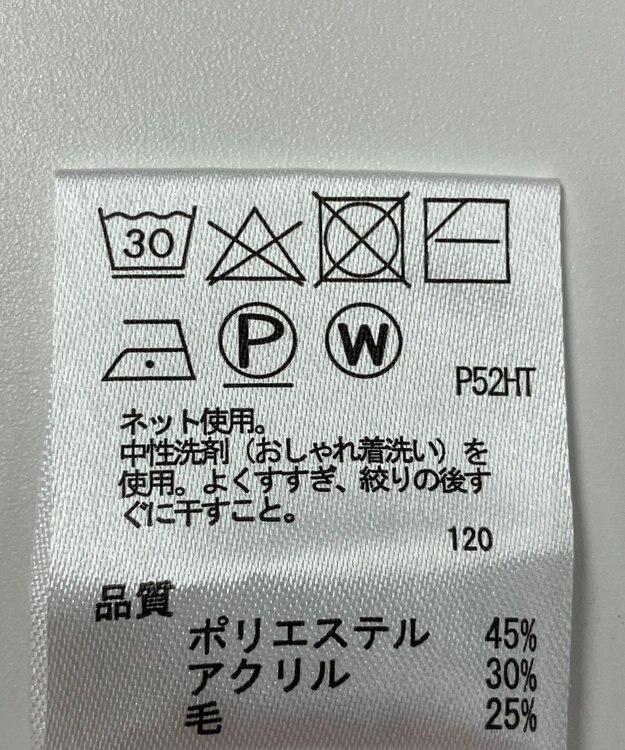 30
P W
P52HT
ネット使用。
中性洗剤（おしゃれ着洗い）を
使用。よくすすぎ、絞りの後す
ぐに干すこと。
120
品質
ポリエステル 45%
アクリル 30%
毛 25%